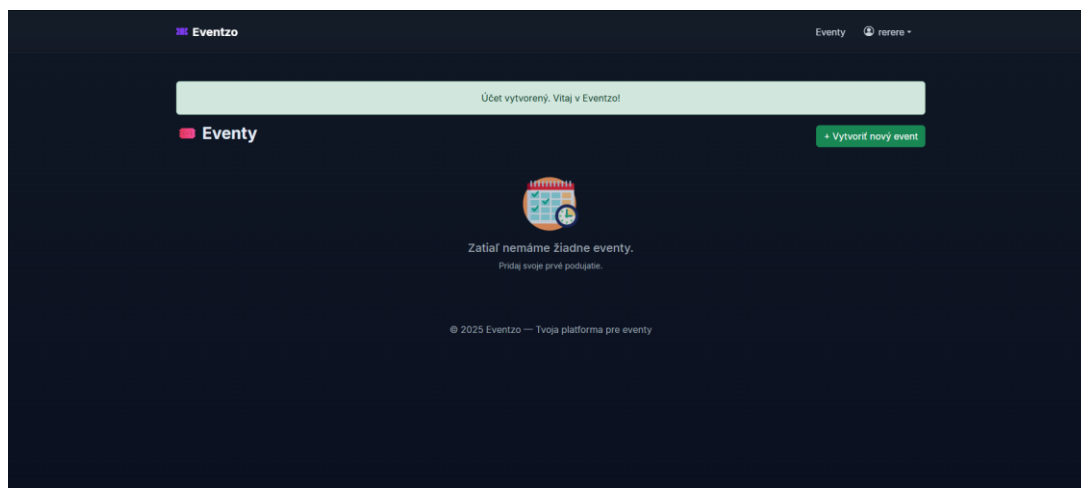 Eventzo
Eventy rerere
Účet vytvorený. Vitaj v Eventzo!
Eventy
+ Vytvoriť nový event
Zatiaľ nemáme žiadne eventy.
Pridaj svoje prvé podujatie.
© 2025 Eventzo — Tvoja platforma pre eventy